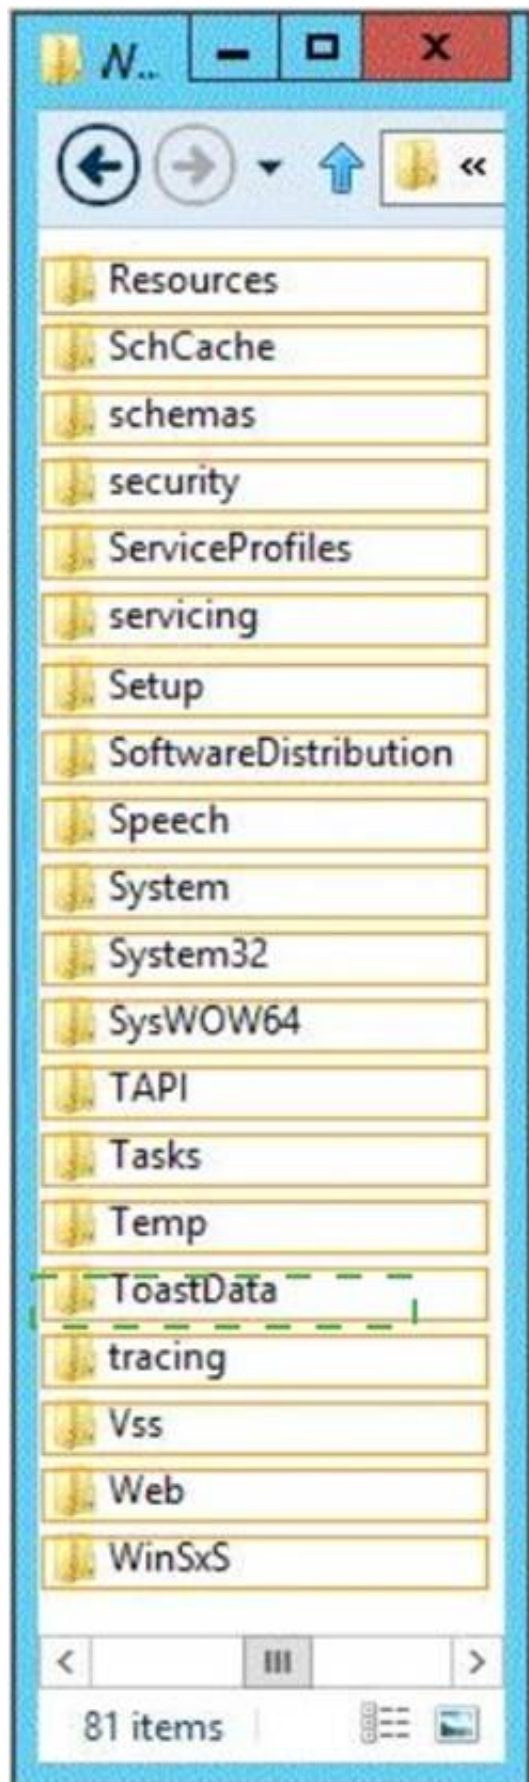 N...
«
Resources
SchCache
schemas
security
ServiceProfiles
servicing
Setup
SoftwareDistribution
Speech
System
System32
SysWOW64
TAPI
Tasks
Temp
ToastData
tracing
Vss
Web
WinSxS
81 items